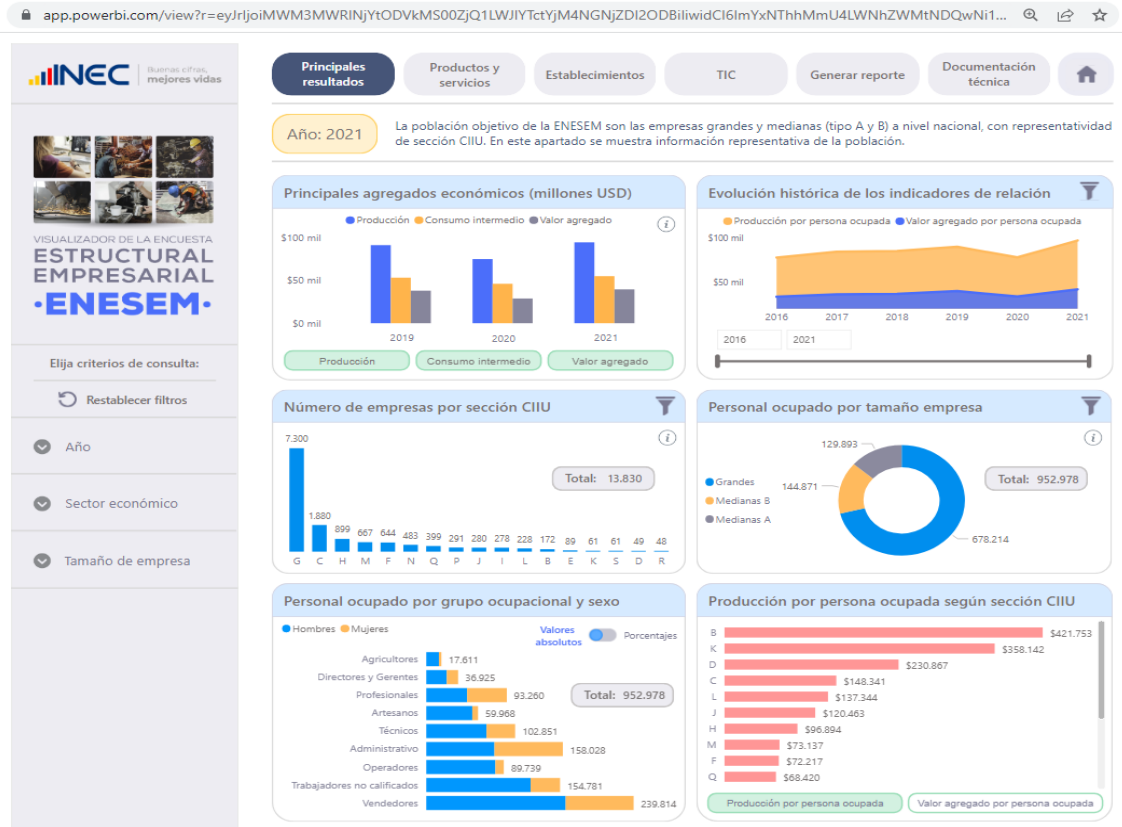 app.powerbi.com/view?r=eyJrIjoiMWM3MWRlNjYtODVkMS00ZjQ1LWJlYTctYjM4NGNjZDI2ODBiIiwidCI6ImYxNThhMmU4LWNhZWMtNDQwNi1...
INEC
Buenas cifras,
mejores vidas
Principales
resultados
Productos y
servicios
Establecimientos
TIC
Generar reporte
Documentación
técnica
Año: 2021
La población objetivo de la ENESEM son las empresas grandes y medianas (tipo A y B) a nivel nacional, con representatividad
de sección CIIU. En este apartado se muestra información representativa de la población.
VISUALIZADOR DE LA ENCUESTA
ESTRUCTURAL
EMPRESARIAL
·ENESEM·
Elija criterios de consulta:
Restablecer filtros
Año
Sector económico
Tamaño de empresa
Principales agregados económicos (millones USD)
Producción Consumo intermedio Valor agregado
i
$100 mil
$50 mil
$0 mil
2019 2020 2021
Producción Consumo intermedio Valor agregado
Evolución histórica de los indicadores de relación
Producción por persona ocupada Valor agregado por persona ocupada
$100 mil
$50 mil
2016 2017 2018 2019 2020 2021
2016 2021
Número de empresas por sección CIIU
i
Total: 13.830
7.300 1.880 899 667 644 483 399 291 280 278 228 172 89 61 61 49 48
G C H M F N Q P J I L B E K S D R
Personal ocupado por tamaño empresa
i
Grandes
Medianas B
Medianas A
129.893
144.871
678.214
Total: 952.978
Personal ocupado por grupo ocupacional y sexo
Hombres Mujeres
Valores
absolutos
Porcentajes
Total: 952.978
Agricultores 17.611
Directores y Gerentes 36.925
Profesionales 93.260
Artesanos 59.968
Técnicos 102.851
Administrativo 158.028
Operadores 89.739
Trabajadores no calificados 154.781
Vendedores 239.814
Producción por persona ocupada según sección CIIU
B $421.753
K $358.142
D $230.867
C $148.341
L $137.344
J $120.463
H $96.894
M $73.137
F $72.217
Q $68.420
Producción por persona ocupada Valor agregado por persona ocupada